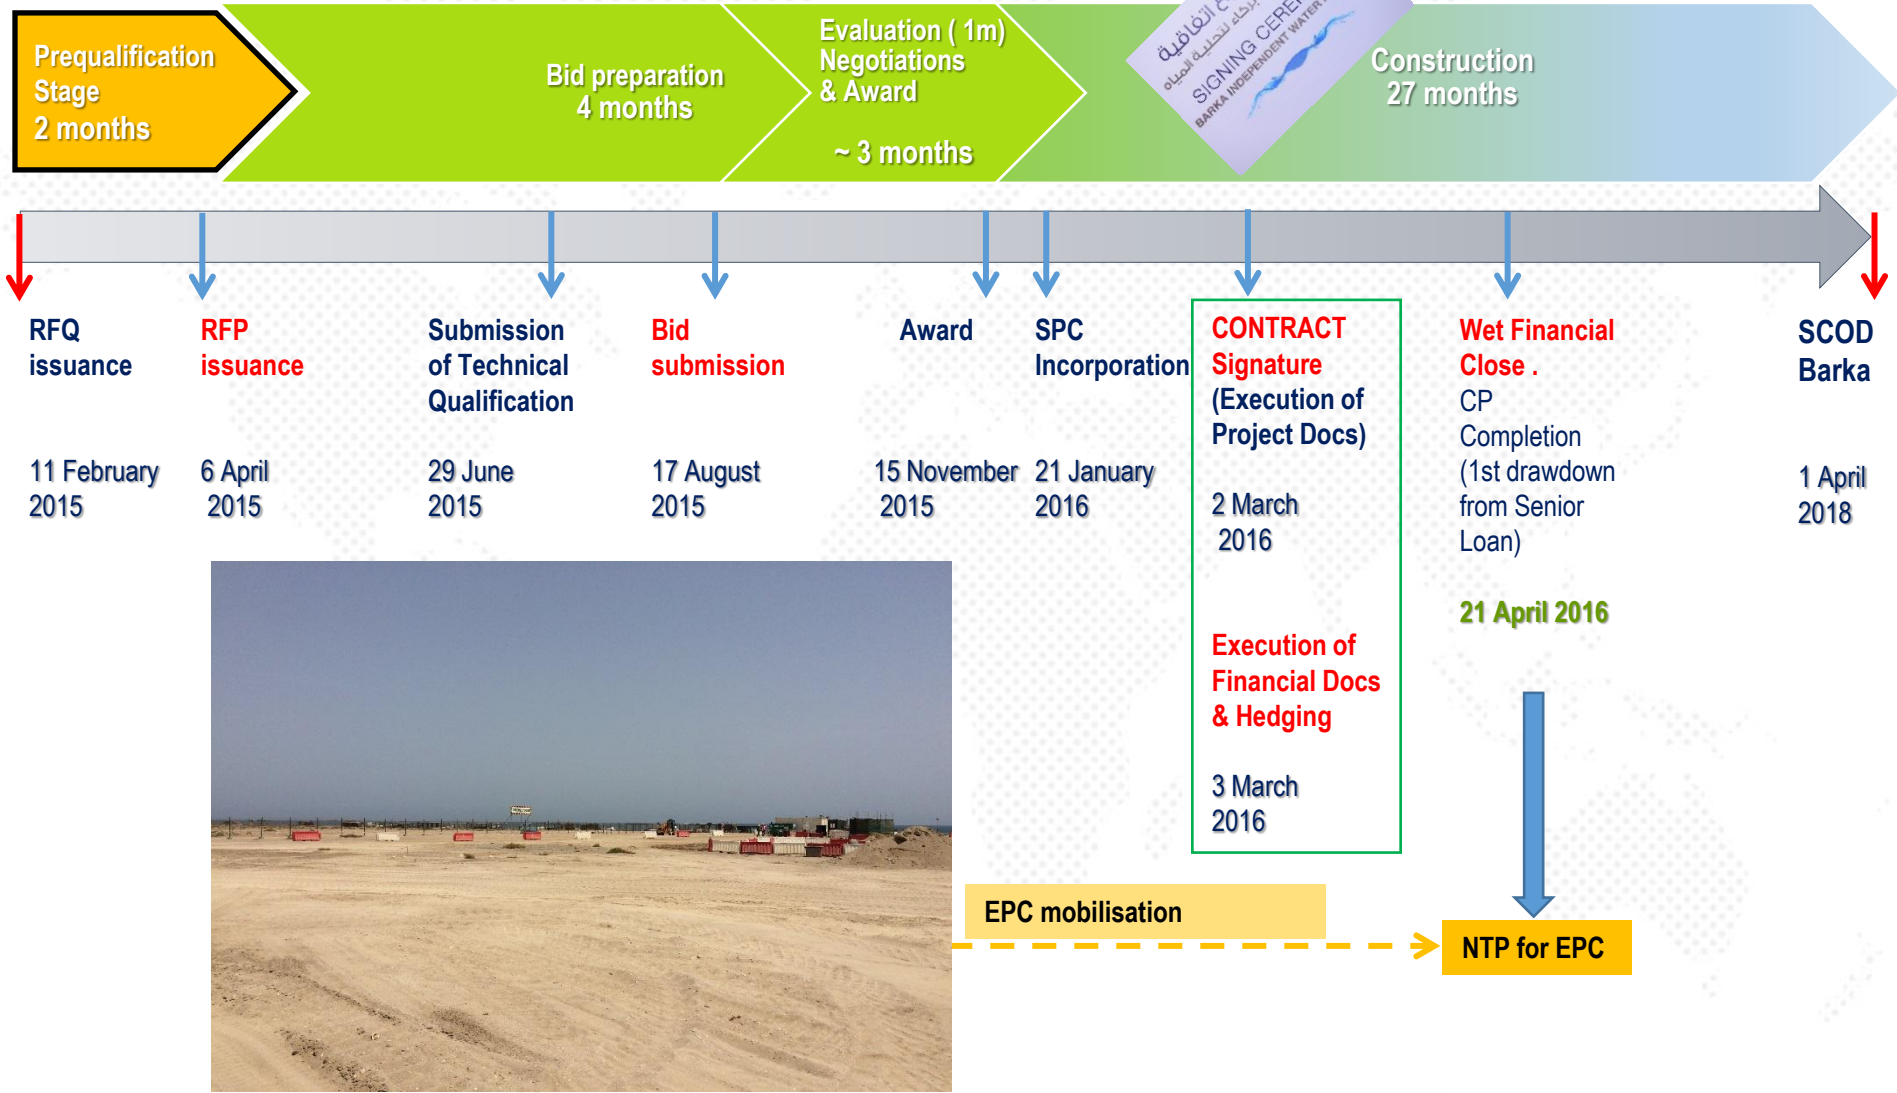 Prequalification
Stage
2 months
Bid preparation
4 months
Evaluation ( 1m)
Negotiations
& Award
~ 3 months
اتفاقية
بركاء لتحلية المياه
SIGNING CERE
BARKA INDEPENDENT WATER
Construction
27 months
RFQ
issuance
11 February
2015
RFP
issuance
6 April
2015
Submission
of Technical
Qualification
29 June
2015
Bid
submission
17 August
2015
Award
15 November
2015
SPC
Incorporation
21 January
2016
CONTRACT
Signature
(Execution of
Project Docs)
2 March
2016
Execution of
Financial Docs
& Hedging
3 March
2016
Wet Financial
Close .
CP
Completion
(1st drawdown
from Senior
Loan)
21 April 2016
SCOD
Barka
1 April
2018
EPC mobilisation
NTP for EPC